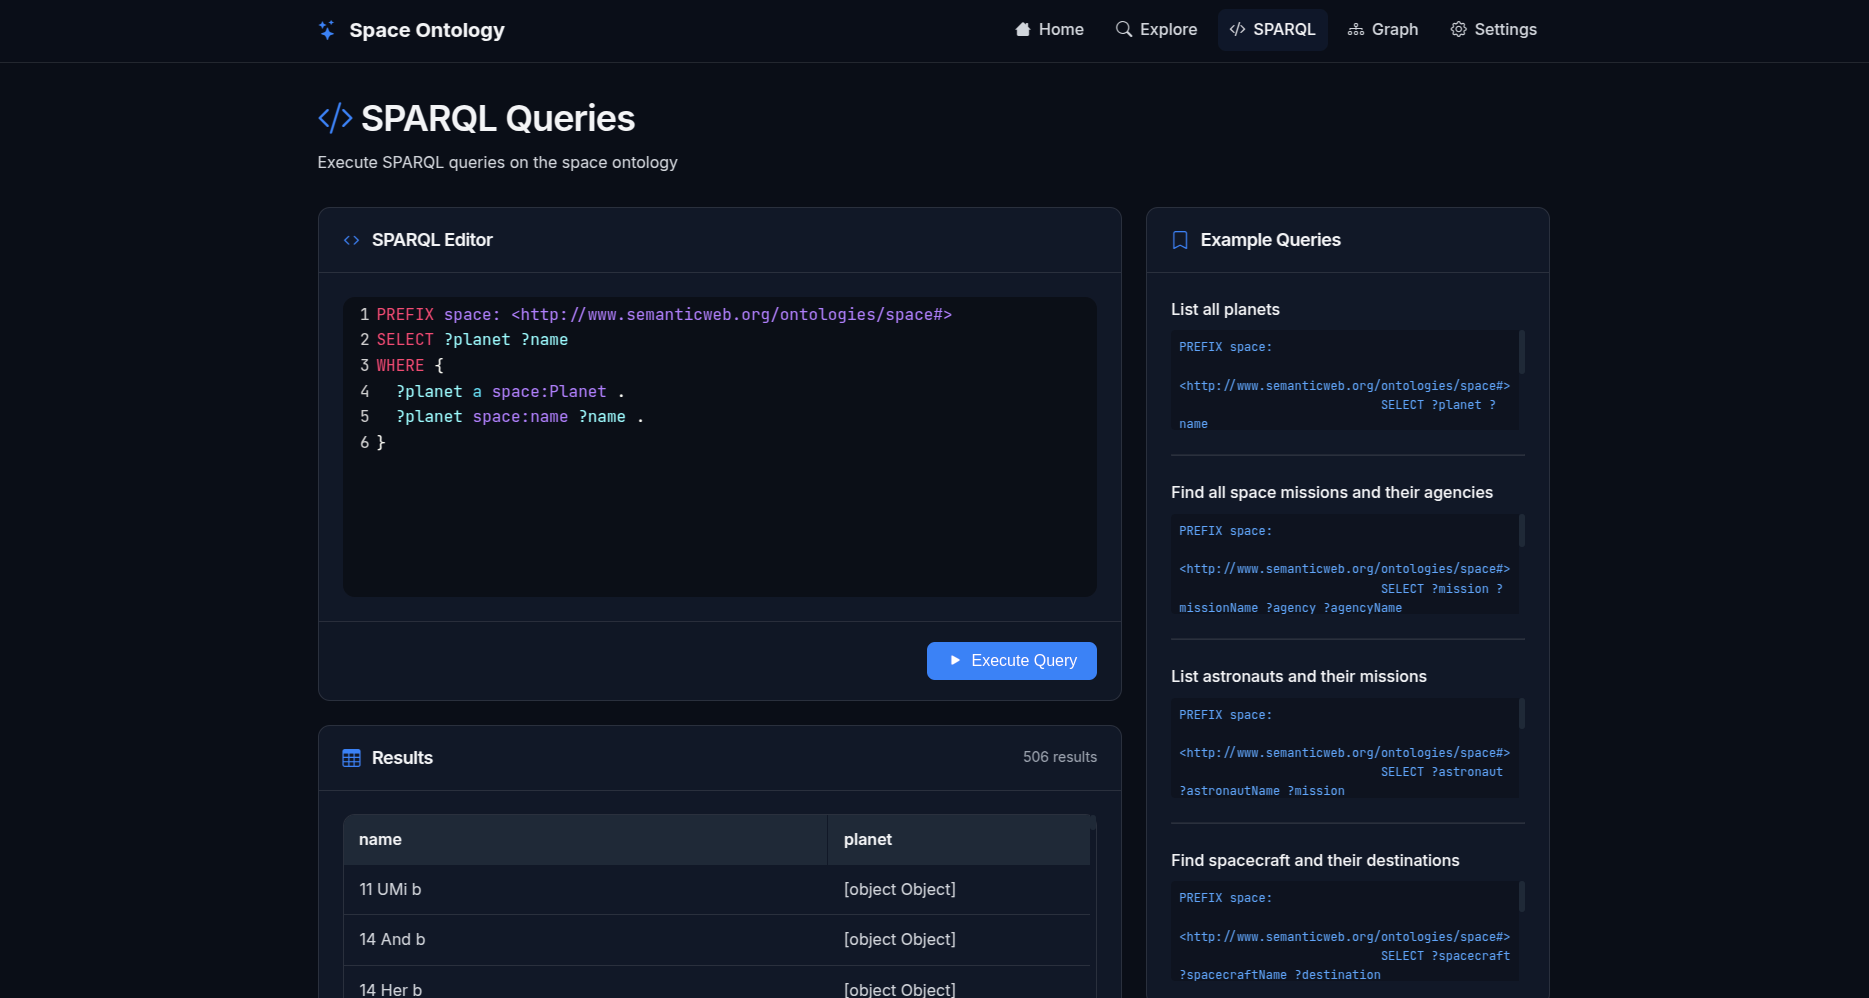 Space Ontology
Home
Explore
SPARQL
Graph
Settings
SPARQL Queries
Execute SPARQL queries on the space ontology
SPARQL Editor
1 PREFIX space: <http://www.semanticweb.org/ontologies/space#>
2 SELECT ?planet ?name
3 WHERE {
4   ?planet a space:Planet .
5   ?planet space:name ?name .
6 }
Execute Query
Results
506 results
name planet
11 UMi b [object Object]
14 And b [object Object]
14 Her b [object Object]
Example Queries
List all planets
PREFIX space:
<http://www.semanticweb.org/ontologies/space#>
SELECT ?planet ?
name
Find all space missions and their agencies
PREFIX space:
<http://www.semanticweb.org/ontologies/space#>
SELECT ?mission ?
missionName ?agency ?agencyName
List astronauts and their missions
PREFIX space:
<http://www.semanticweb.org/ontologies/space#>
SELECT ?astronaut
?astronautName ?mission
Find spacecraft and their destinations
PREFIX space:
<http://www.semanticweb.org/ontologies/space#>
SELECT ?spacecraft
?spacecraftName ?destination